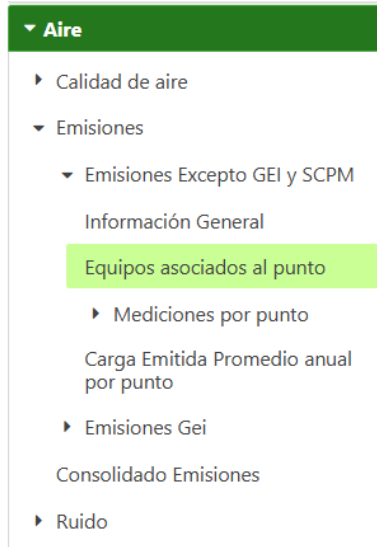 Aire
Calidad de aire
Emisiones
Emisiones Excepto GEI y SCPM
Información General
Equipos asociados al punto
Mediciones por punto
Carga Emitida Promedio anual
por punto
Emisiones Gei
Consolidado Emisiones
Ruido